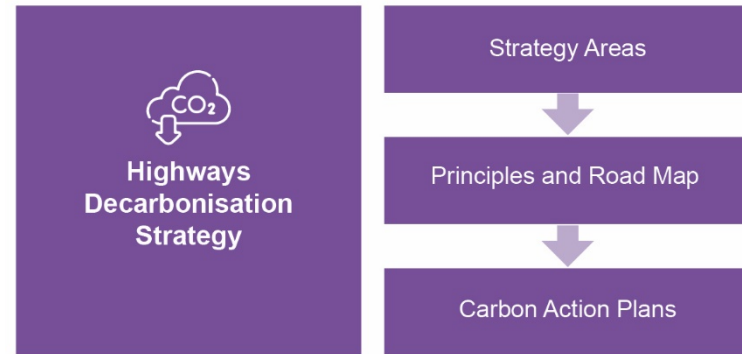 CO₂
Highways
Decarbonisation
Strategy
Strategy Areas
Principles and Road Map
Carbon Action Plans